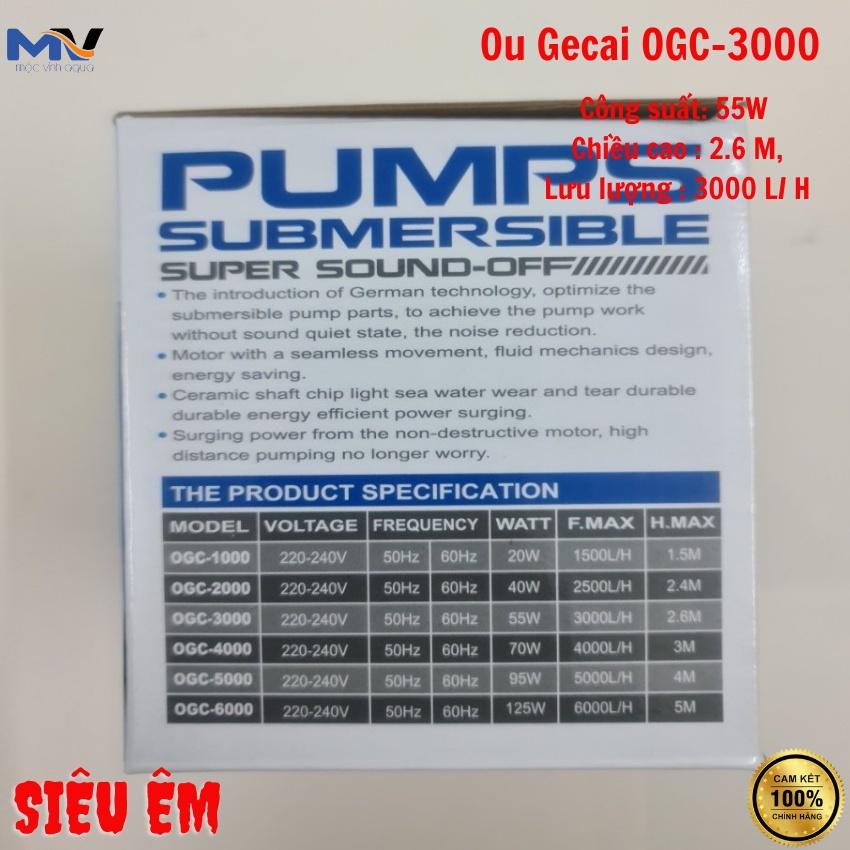 MV
mộc vinh aqua
Ou Gecai OGC-3000
Công suất: 55W
Chiều cao : 2.6 M,
Lưu lượng : 3000 L/ H
PUMPS
SUBMERSIBLE
SUPER SOUND-OFF
• The introduction of German technology, optimize the
submersible pump parts, to achieve the pump work
without sound quiet state, the noise reduction.
• Motor with a seamless movement, fluid mechanics design,
energy saving.
• Ceramic shaft chip light sea water wear and tear durable
durable energy efficient power surging.
• Surging power from the non-destructive motor, high
distance pumping no longer worry.
THE PRODUCT SPECIFICATION
MODEL VOLTAGE FREQUENCY WATT F.MAX H.MAX
OGC-1000 220-240V 50Hz 60Hz 20W 1500L/H 1.5M
OGC-2000 220-240V 50Hz 60Hz 40W 2500L/H 2.4M
OGC-3000 220-240V 50Hz 60Hz 55W 3000L/H 2.6M
OGC-4000 220-240V 50Hz 60Hz 70W 4000L/H 3M
OGC-5000 220-240V 50Hz 60Hz 95W 5000L/H 4M
OGC-6000 220-240V 50Hz 60Hz 125W 6000L/H 5M
SIÊU ÊM
CAM KẾT
100%
CHÍNH HÃNG